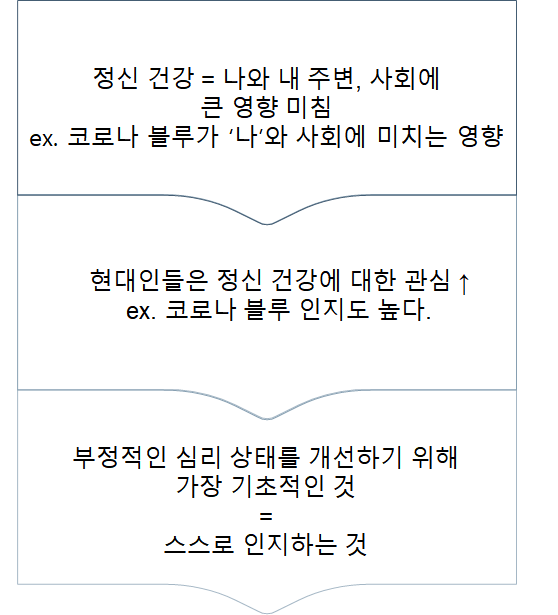 정신 건강 = 나와 내 주변, 사회에
큰 영향 미침
ex. 코로나 블루가 ‘나’와 사회에 미치는 영향
현대인들은 정신 건강에 대한 관심 ↑
ex. 코로나 블루 인지도 높다.
부정적인 심리 상태를 개선하기 위해
가장 기초적인 것
=
스스로 인지하는 것